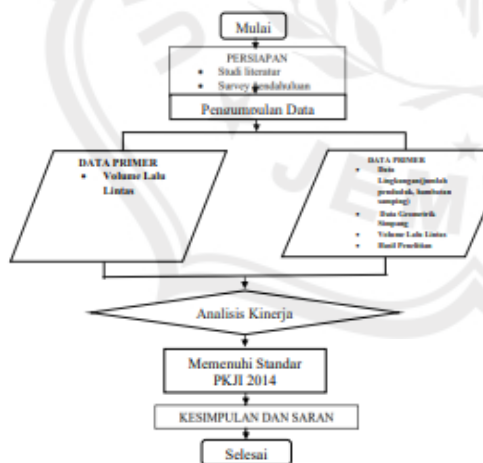 Mulai
PERSIAPAN
• Studi literatur
• Survey pendahuluan
Pengumpulan Data
DATA PRIMER
• Volume Lalu
Lintas
DATA PRIMER
• Data
Lingkungan(jumlah
penduduk, hambatan
samping)
• Data Geometrik
Simpang
• Volume Lalu Lintas
• Hasil Penelitian
Analisis Kinerja
Memenuhi Standar
PKJI 2014
KESIMPULAN DAN SARAN
Selesai